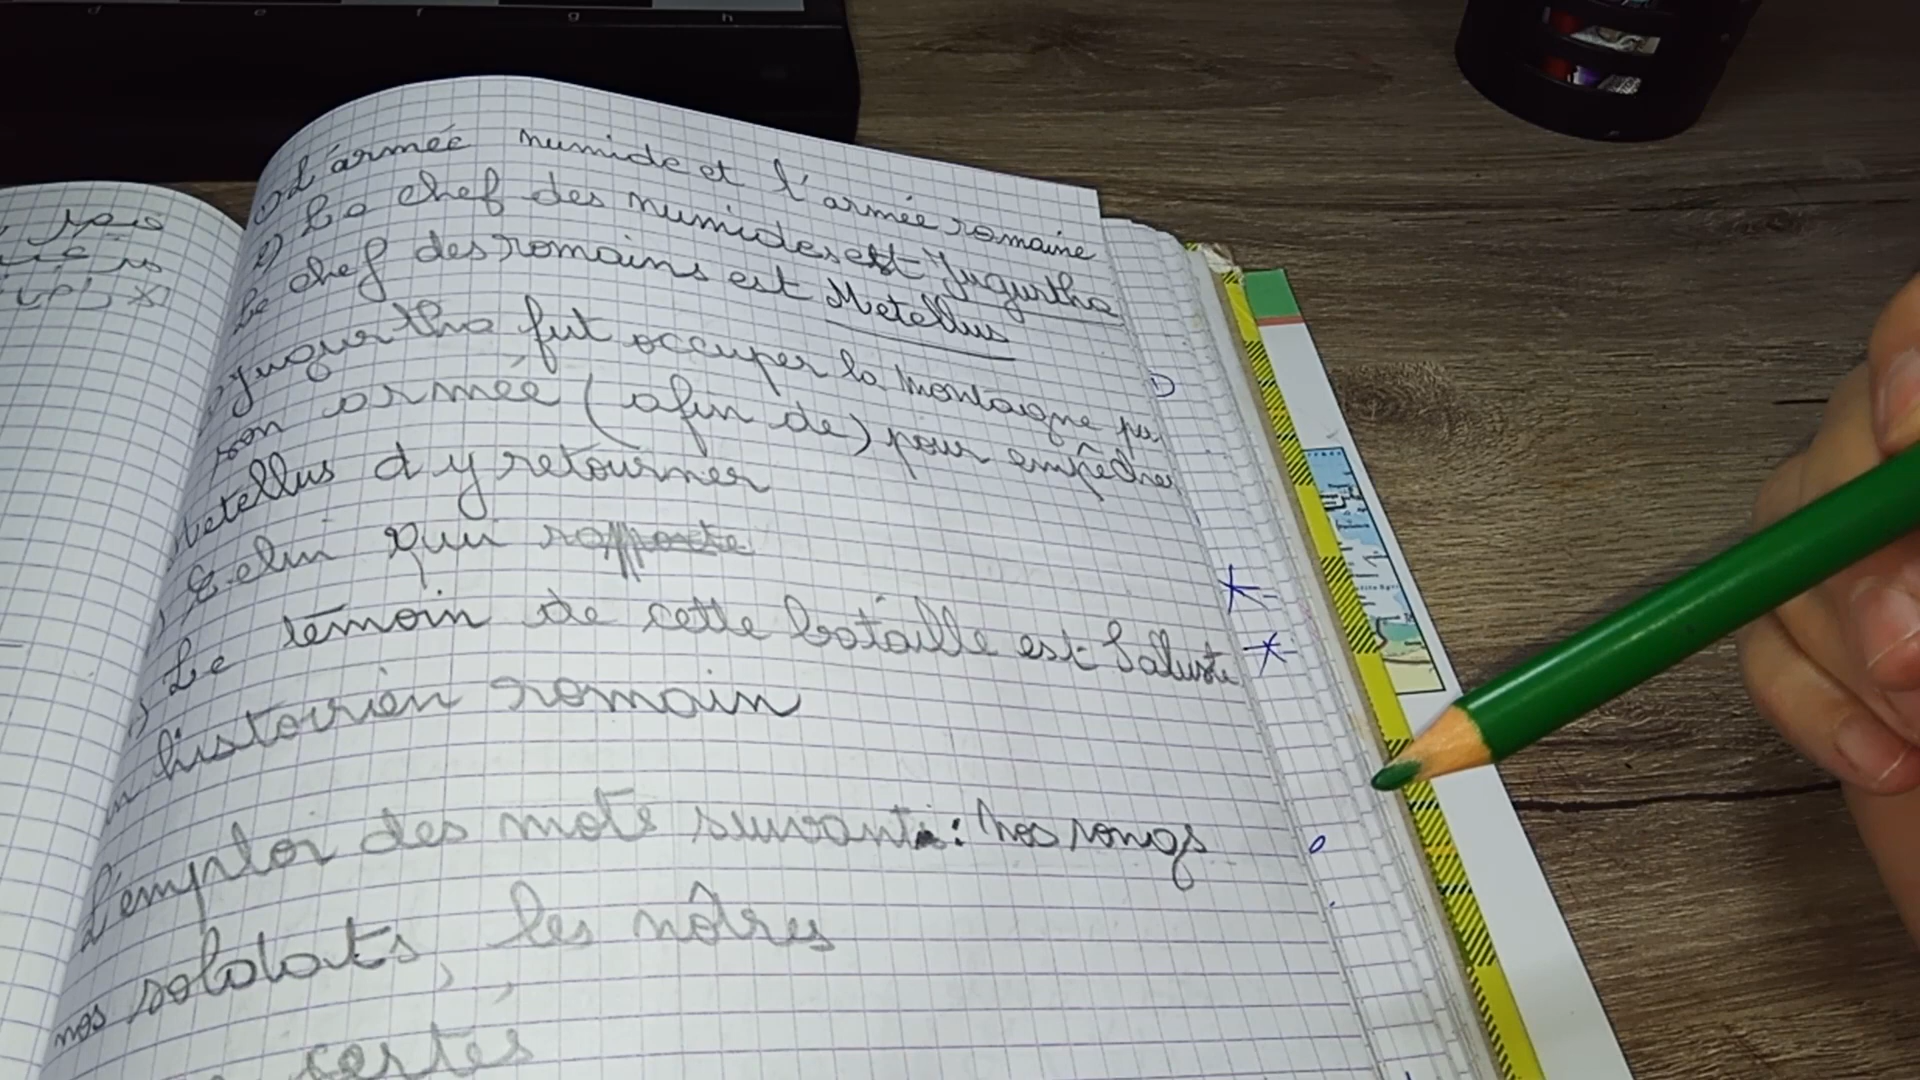 d e f g h
1) L'armée numide et l'armée romaine
2) Le chef des numides est Jugurtha
Le chef des romains est Metellus
Jugurtha fut occuper la montagne par
son armée (afin de) pour empêcher
Metellus d y retourner
Celui qui rapporte
Le témoin de cette bataille est Saluste
historien romain
L'emploi des mots suivants : nos rangs
nos soldats, les nôtres
certes